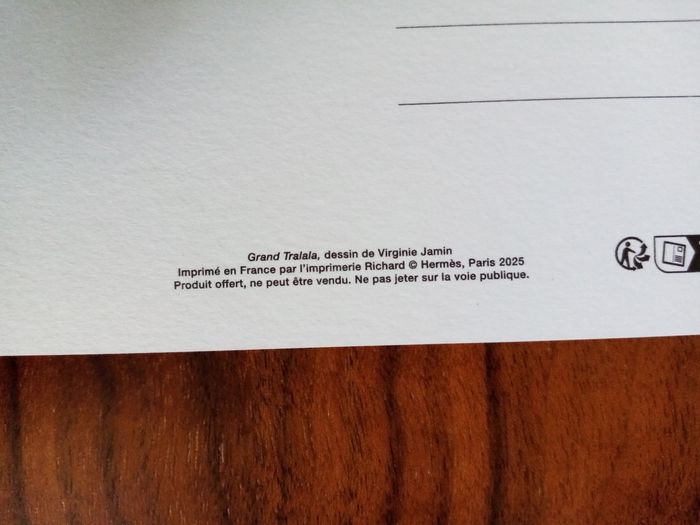 Grand Tralala, dessin de Virginie Jamin
Imprimé en France par l'imprimerie Richard © Hermès, Paris 2025
Produit offert, ne peut être vendu. Ne pas jeter sur la voie publique.